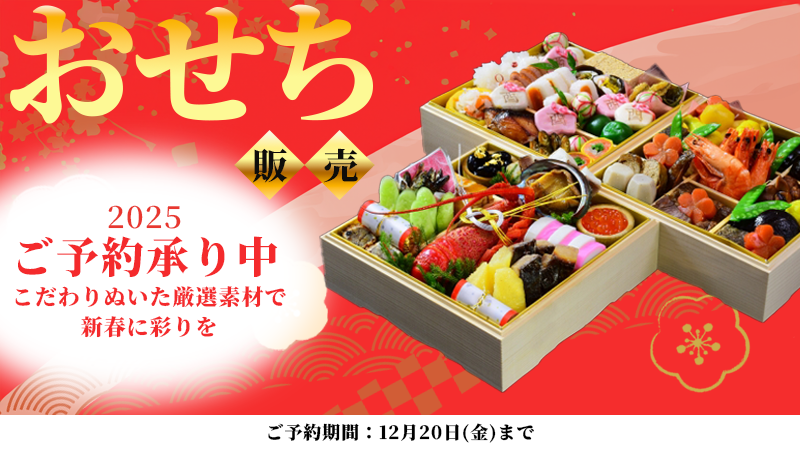 おせち
販売
2025
ご予約承り中
こだわりぬいた厳選素材で
新春に彩りを
ご予約期間：12月20日(金)まで